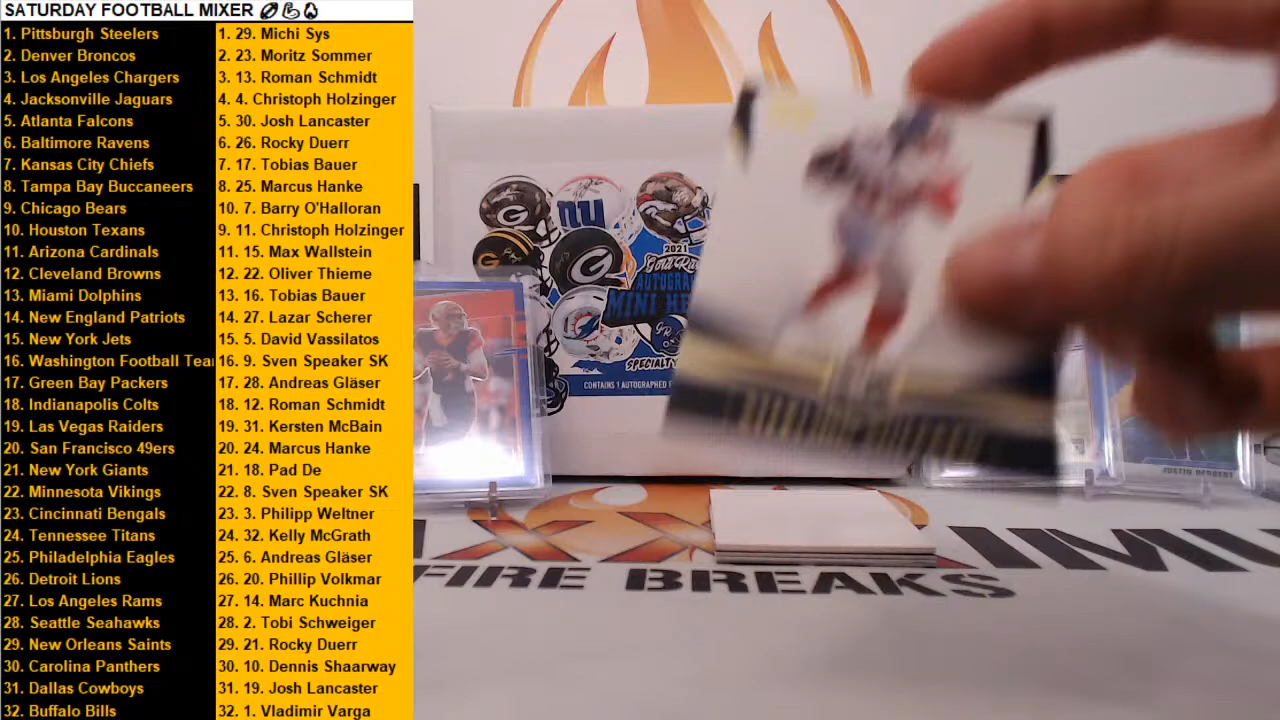 SATURDAY FOOTBALL MIXER 🏈💪🔥
1. Pittsburgh Steelers 1. 29. Michi Sys
2. Denver Broncos 2. 23. Moritz Sommer
3. Los Angeles Chargers 3. 13. Roman Schmidt
4. Jacksonville Jaguars 4. 4. Christoph Holzinger
5. Atlanta Falcons 5. 30. Josh Lancaster
6. Baltimore Ravens 6. 26. Rocky Duerr
7. Kansas City Chiefs 7. 17. Tobias Bauer
8. Tampa Bay Buccaneers 8. 25. Marcus Hanke
9. Chicago Bears 10. 7. Barry O'Halloran
10. Houston Texans 9. 11. Christoph Holzinger
11. Arizona Cardinals 11. 15. Max Wallstein
12. Cleveland Browns 12. 22. Oliver Thieme
13. Miami Dolphins 13. 16. Tobias Bauer
14. New England Patriots 14. 27. Lazar Scherer
15. New York Jets 15. 5. David Vassilatos
16. Washington Football Tear 16. 9. Sven Speaker SK
17. Green Bay Packers 17. 28. Andreas Gläser
18. Indianapolis Colts 18. 12. Roman Schmidt
19. Las Vegas Raiders 19. 31. Kersten McBain
20. San Francisco 49ers 20. 24. Marcus Hanke
21. New York Giants 21. 18. Pad De
22. Minnesota Vikings 22. 8. Sven Speaker SK
23. Cincinnati Bengals 23. 3. Philipp Weltner
24. Tennessee Titans 24. 32. Kelly McGrath
25. Philadelphia Eagles 25. 6. Andreas Gläser
26. Detroit Lions 26. 20. Phillip Volkmar
27. Los Angeles Rams 27. 14. Marc Kuchnia
28. Seattle Seahawks 28. 2. Tobi Schweiger
29. New Orleans Saints 29. 21. Rocky Duerr
30. Carolina Panthers 30. 10. Dennis Shaarway
31. Dallas Cowboys 31. 19. Josh Lancaster
32. Buffalo Bills 32. 1. Vladimir Varga
G
ny
G
2021
Gold Ru
AUTOGRA
MINI HE
SPECIALTY
CONTAINS 1 AUTOGRAPHED
JUSTIN HERBERT
XX IMU
FIRE BREAKS